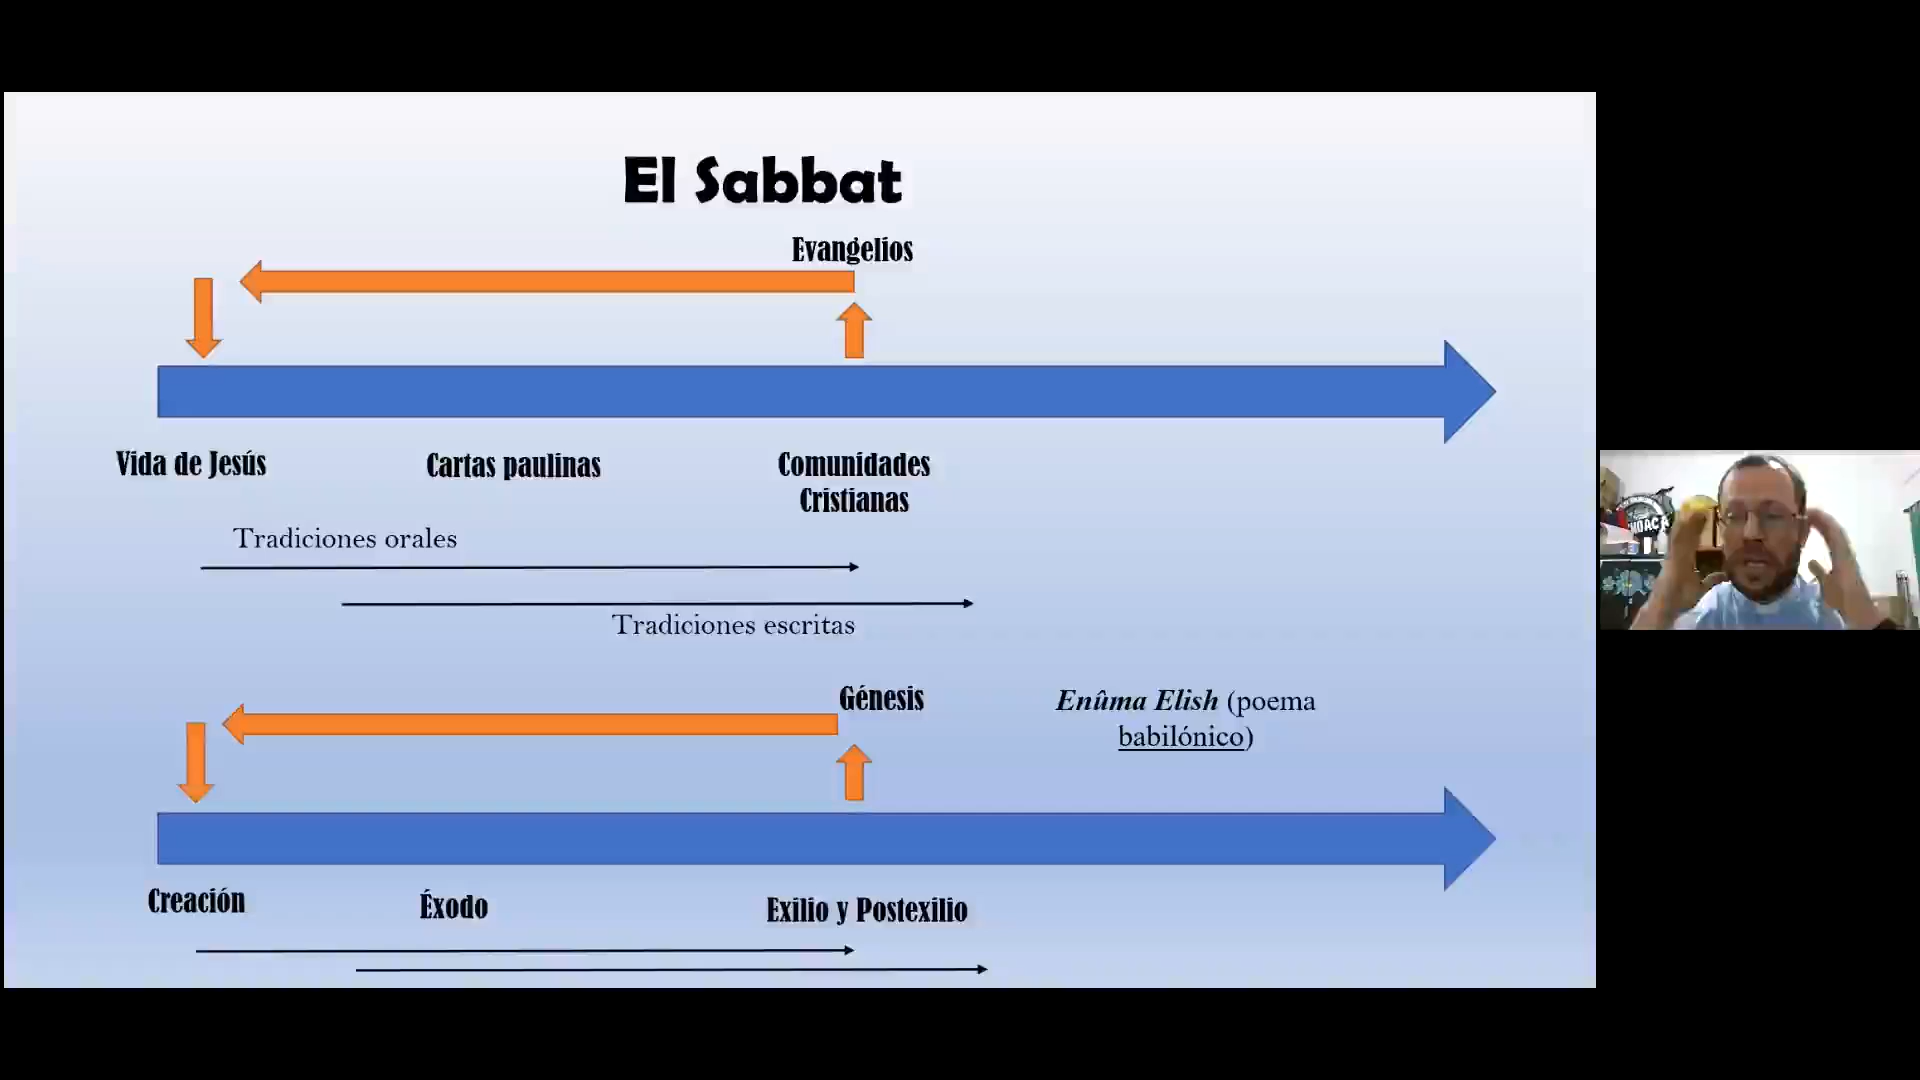 El Sabbat
Evangelios
Vida de Jesús
Cartas paulinas
Comunidades
Cristianas
Tradiciones orales
Tradiciones escritas
Génesis
Enûma Elish (poema
babilónico)
Creación
Éxodo
Exilio y Postexilio